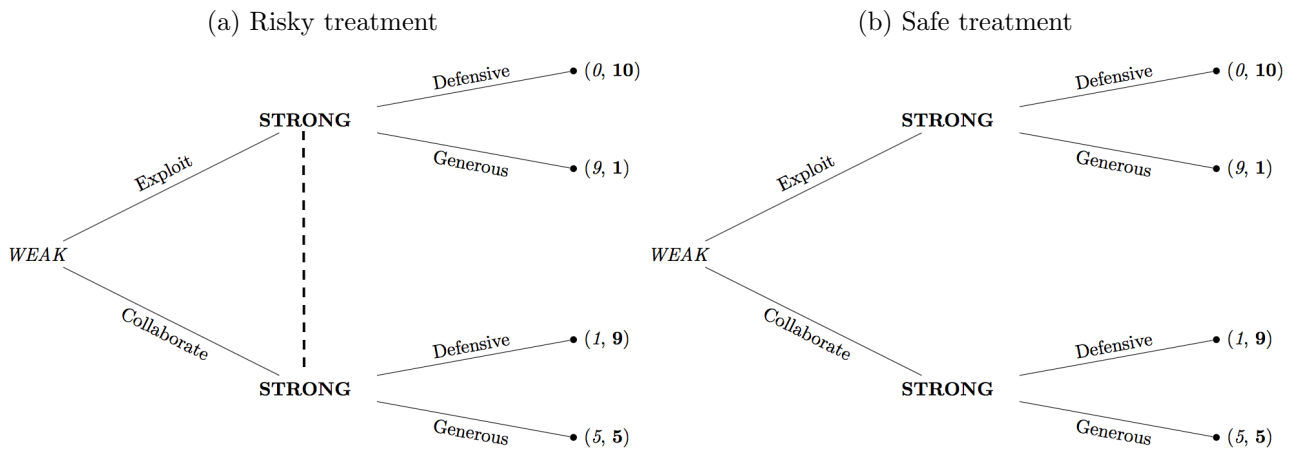 (a) Risky treatment
Defensive
(0, 10)
STRONG
Generous
(9, 1)
Exploit
WEAK
Collaborate
Defensive
(1, 9)
STRONG
Generous
(5, 5)
(b) Safe treatment
Defensive
(0, 10)
STRONG
Generous
(9, 1)
Exploit
WEAK
Collaborate
Defensive
(1, 9)
STRONG
Generous
(5, 5)